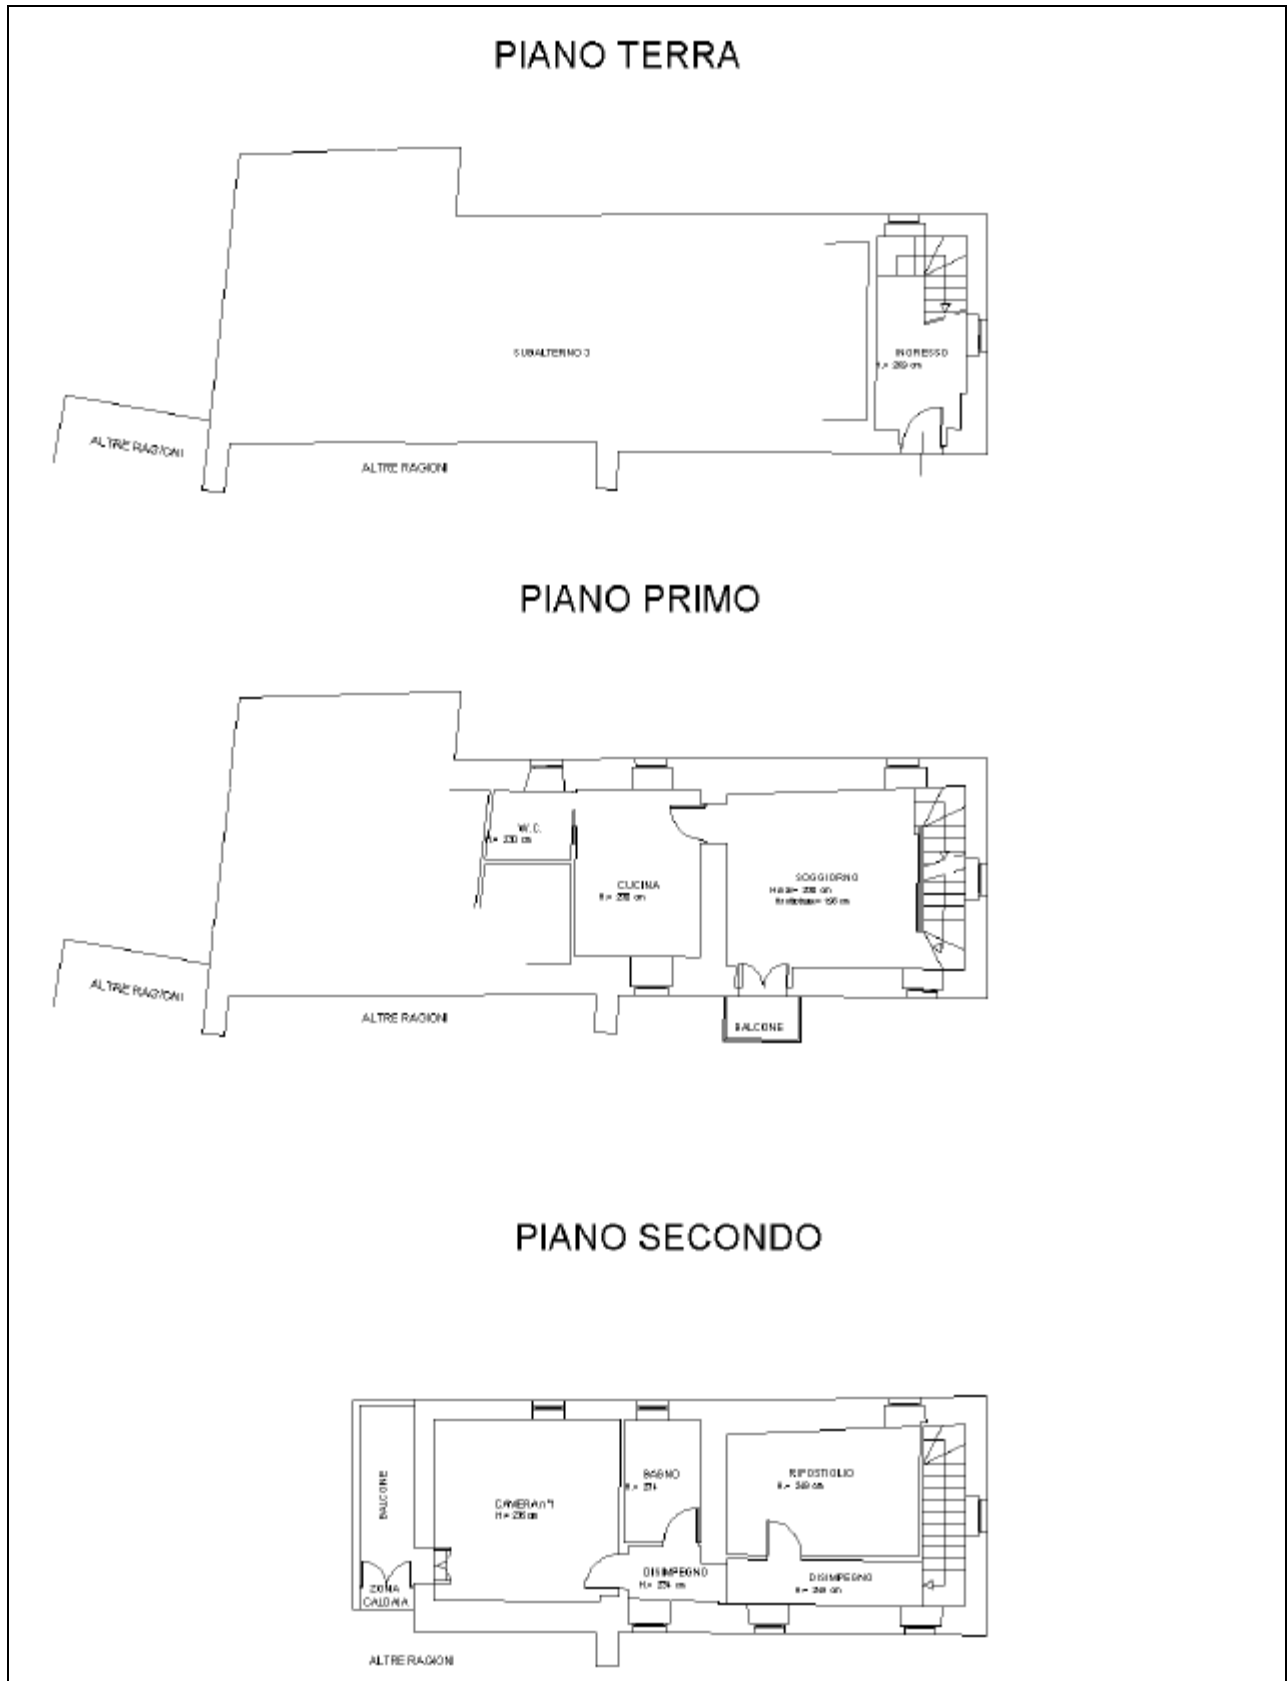 PIANO TERRA
SUBALTERNO 3
INGRESSO
ALTRE RAGIONI
ALTRE RAGIONI
PIANO PRIMO
W.C.
CUCINA
SOGGIORNO
ALTRE RAGIONI
ALTRE RAGIONI
BALCONE
PIANO SECONDO
BALCONE
CAMERA n°1
BAGNO
RIPOSTIGLIO
DISIMPEGNO
DISIMPEGNO
ZONA
CALDAIA
ALTRE RAGIONI